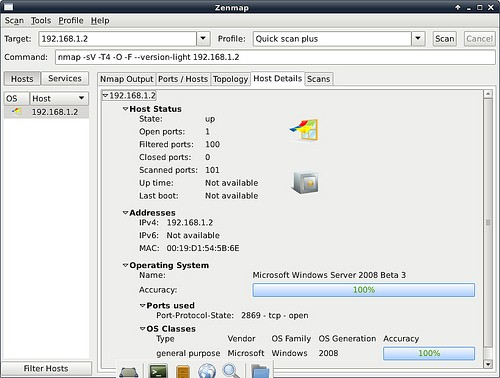 Zenmap
Scan Tools Profile Help
Target: 192.168.1.2 Profile: Quick scan plus Scan Cancel
Command: nmap -sV -T4 -O -F --version-light 192.168.1.2
Hosts Services Nmap Output Ports / Hosts Topology Host Details Scans
OS Host
192.168.1.2
192.168.1.2
Host Status
State: up
Open ports: 1
Filtered ports: 100
Closed ports: 0
Scanned ports: 101
Up time: Not available
Last boot: Not available
Addresses
IPv4: 192.168.1.2
IPv6: Not available
MAC: 00:19:D1:54:5B:6E
Operating System
Name: Microsoft Windows Server 2008 Beta 3
Accuracy: 100%
Ports used
Port-Protocol-State: 2869 - tcp - open
OS Classes
Type Vendor OS Family OS Generation Accuracy
general purpose Microsoft Windows 2008 100%
Filter Hosts